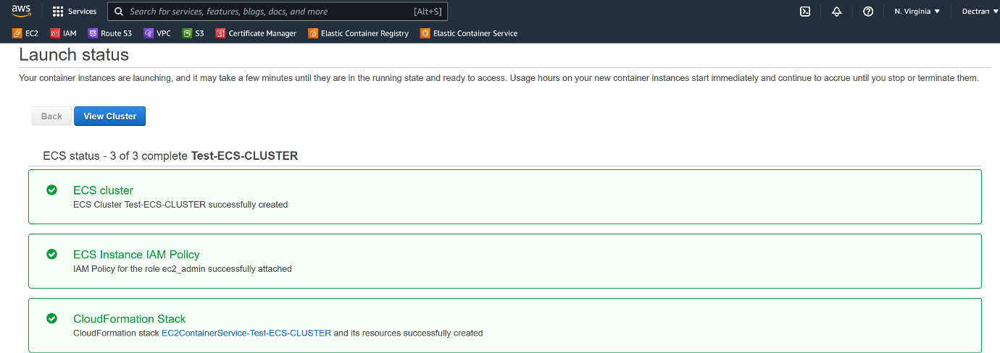 aws Services Search for services, features, blogs, docs, and more [Alt+S] N. Virginia ▼ Dectran ▼
EC2 IAM Route 53 VPC S3 Certificate Manager Elastic Container Registry Elastic Container Service
Launch status
Your container instances are launching, and it may take a few minutes until they are in the running state and ready to access. Usage hours on your new container instances start immediately and continue to accrue until you stop or terminate them.
Back View Cluster
ECS status - 3 of 3 complete Test-ECS-CLUSTER
ECS cluster
ECS Cluster Test-ECS-CLUSTER successfully created
ECS Instance IAM Policy
IAM Policy for the role ec2_admin successfully attached
CloudFormation Stack
CloudFormation stack EC2ContainerService-Test-ECS-CLUSTER and its resources successfully created